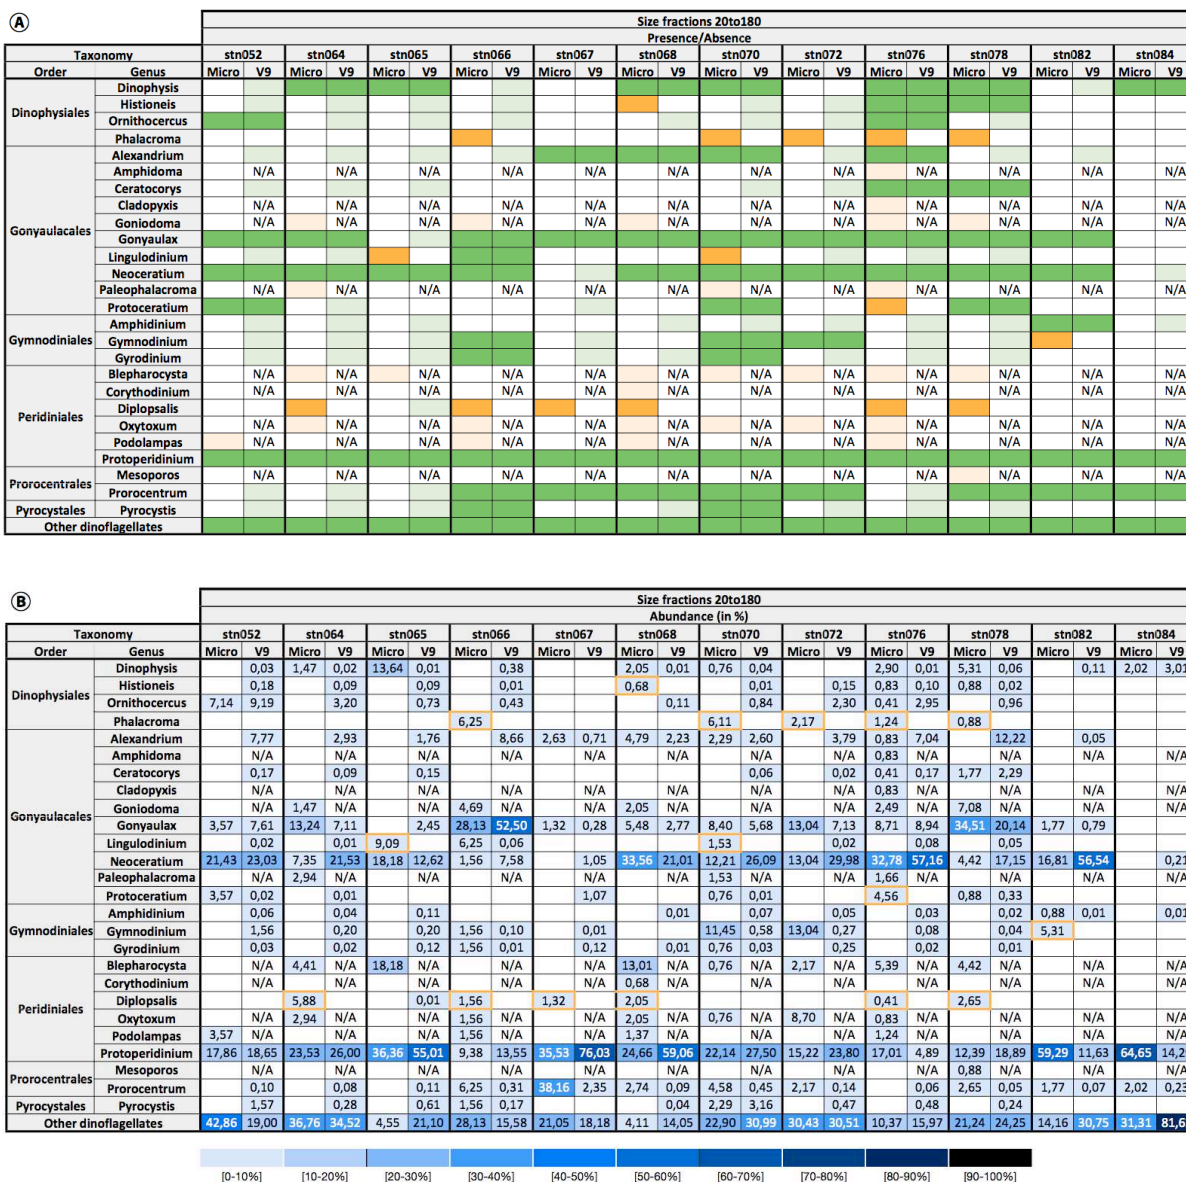 A
Size fractions 20to180
Presence/Absence
Taxonomy stn052 stn064 stn065 stn066 stn067 stn068 stn070 stn072 stn076 stn078 stn082 stn084
Order Genus Micro V9 Micro V9 Micro V9 Micro V9 Micro V9 Micro V9 Micro V9 Micro V9 Micro V9 Micro V9 Micro V9 Micro V9
Dinophysiales Dinophysis
Histioneis
Ornithocercus
Phalacroma
Gonyaulacales Alexandrium
Amphidoma N/A N/A N/A N/A N/A N/A N/A N/A N/A N/A N/A N/A
Ceratocorys
Cladopyxis N/A N/A N/A N/A N/A N/A N/A N/A N/A N/A N/A N/A
Goniodoma N/A N/A N/A N/A N/A N/A N/A N/A N/A N/A N/A N/A
Gonyaulax
Lingulodinium
Neoceratium
Paleophalacroma N/A N/A N/A N/A N/A N/A N/A N/A N/A N/A N/A N/A
Protoceratium
Gymnodiniales Amphidinium
Gymnodinium
Gyrodinium
Peridiniales Blepharocysta N/A N/A N/A N/A N/A N/A N/A N/A N/A N/A N/A N/A
Corythodinium N/A N/A N/A N/A N/A N/A N/A N/A N/A N/A N/A N/A
Diplopsalis
Oxytoxum N/A N/A N/A N/A N/A N/A N/A N/A N/A N/A N/A N/A
Podolampas N/A N/A N/A N/A N/A N/A N/A N/A N/A N/A N/A N/A
Protoperidinium
Prorocentrales Mesoporos N/A N/A N/A N/A N/A N/A N/A N/A N/A N/A N/A N/A
Prorocentrum
Pyrocystales Pyrocystis
Other dinoflagellates
B
Size fractions 20to180
Abundance (in %)
Taxonomy stn052 stn064 stn065 stn066 stn067 stn068 stn070 stn072 stn076 stn078 stn082 stn084
Order Genus Micro V9 Micro V9 Micro V9 Micro V9 Micro V9 Micro V9 Micro V9 Micro V9 Micro V9 Micro V9 Micro V9 Micro V9
Dinophysiales Dinophysis 0,03 1,47 0,02 13,64 0,01 0,38 2,05 0,01 0,76 0,04 2,90 0,01 5,31 0,06 0,11 2,02 3,01
Histioneis 0,18 0,09 0,09 0,01 0,68 0,01 0,15 0,83 0,10 0,88 0,02
Ornithocercus 7,14 9,19 3,20 0,73 0,43 0,11 0,84 2,30 0,41 2,95 0,96
Phalacroma 6,25 6,11 2,17 1,24 0,88
Gonyaulacales Alexandrium 7,77 2,93 1,76 8,66 2,63 0,71 4,79 2,23 2,29 2,60 3,79 0,83 7,04 12,22 0,05
Amphidoma N/A N/A N/A N/A N/A N/A N/A N/A 0,83 N/A N/A N/A N/A
Ceratocorys 0,17 0,09 0,15 0,06 0,02 0,41 0,17 1,77 2,29
Cladopyxis N/A N/A N/A N/A N/A N/A N/A N/A 0,83 N/A N/A N/A N/A
Goniodoma N/A 1,47 N/A N/A 4,69 N/A N/A 2,05 N/A N/A N/A 2,49 N/A 7,08 N/A N/A N/A
Gonyaulax 3,57 7,61 13,24 7,11 2,45 28,13 52,50 1,32 0,28 5,48 2,77 8,40 5,68 13,04 7,13 8,71 8,94 34,51 20,14 1,77 0,79
Lingulodinium 0,02 0,01 9,09 6,25 0,06 1,53 0,02 0,08 0,05
Neoceratium 21,43 23,03 7,35 21,53 18,18 12,62 1,56 7,58 1,05 33,56 21,01 12,21 26,09 13,04 29,98 32,78 57,16 4,42 17,15 16,81 56,54 0,21
Paleophalacroma N/A 2,94 N/A N/A N/A N/A N/A 1,53 N/A N/A 1,66 N/A N/A N/A N/A
Protoceratium 3,57 0,02 0,01 1,07 0,76 0,01 4,56 0,88 0,33
Gymnodiniales Amphidinium 0,06 0,04 0,11 0,01 0,07 0,05 0,03 0,02 0,88 0,01 0,01
Gymnodinium 1,56 0,20 0,20 1,56 0,10 0,01 11,45 0,58 13,04 0,27 0,08 0,04 5,31
Gyrodinium 0,03 0,02 0,12 1,56 0,01 0,12 0,01 0,76 0,03 0,25 0,02 0,01
Peridiniales Blepharocysta N/A 4,41 N/A 18,18 N/A N/A N/A 13,01 N/A 0,76 N/A 2,17 N/A 5,39 N/A 4,42 N/A N/A N/A
Corythodinium N/A N/A N/A N/A N/A 0,68 N/A N/A N/A N/A N/A N/A N/A
Diplopsalis 5,88 0,01 1,56 1,32 2,05 0,41 2,65
Oxytoxum N/A 2,94 N/A N/A 1,56 N/A N/A 2,05 N/A 0,76 N/A 8,70 N/A 0,83 N/A N/A N/A N/A
Podolampas 3,57 N/A N/A N/A 1,56 N/A N/A 1,37 N/A N/A N/A 1,24 N/A N/A N/A N/A
Protoperidinium 17,86 18,65 23,53 26,00 36,36 55,01 9,38 13,55 35,53 76,03 24,66 59,06 22,14 27,50 15,22 23,80 17,01 4,89 12,39 18,89 59,29 11,63 64,65 14,2
Prorocentrales Mesoporos N/A N/A N/A N/A N/A N/A N/A N/A N/A 0,88 N/A N/A N/A
Prorocentrum 0,10 0,08 0,11 6,25 0,31 38,16 2,35 2,74 0,09 4,58 0,45 2,17 0,14 0,06 2,65 0,05 1,77 0,07 2,02 0,23
Pyrocystales Pyrocystis 1,57 0,28 0,61 1,56 0,17 0,04 2,29 3,16 0,47 0,48 0,24
Other dinoflagellates 42,86 19,00 36,76 34,52 4,55 21,10 28,13 15,58 21,05 18,18 4,11 14,05 22,90 30,99 30,43 30,51 10,37 15,97 21,24 24,25 14,16 30,75 31,31 81,6
[0-10%] [10-20%] [20-30%] [30-40%] [40-50%] [50-60%] [60-70%] [70-80%] [80-90%] [90-100%]